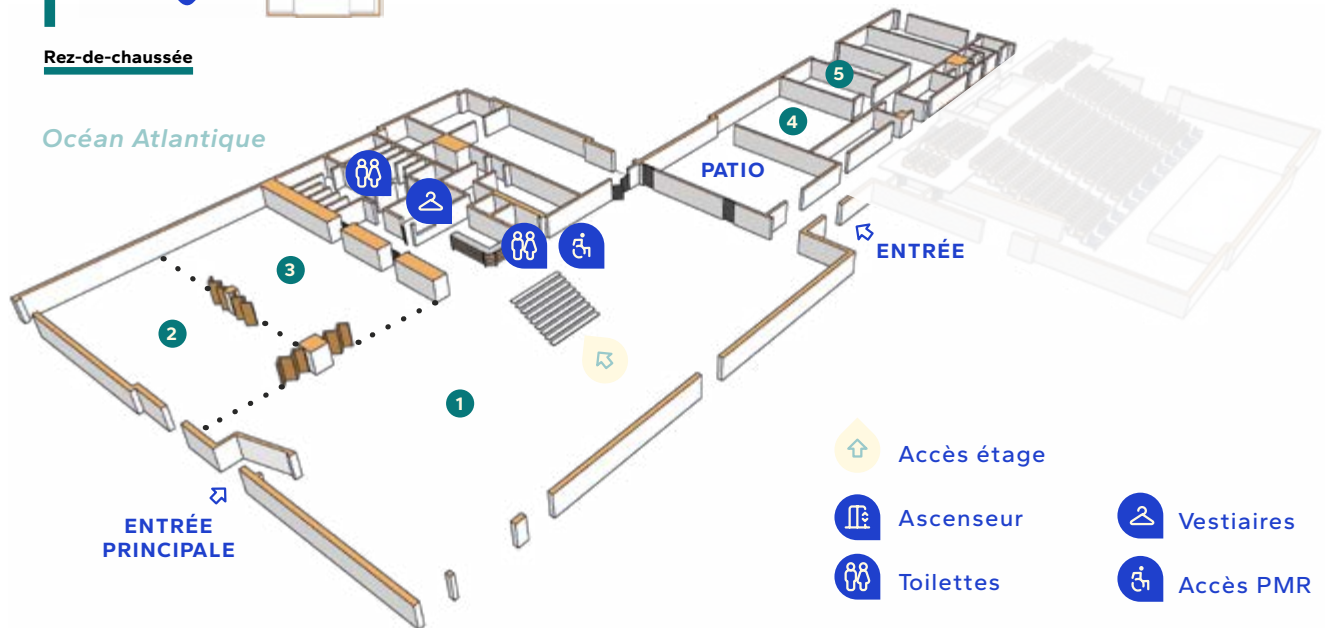 Rez-de-chaussée
Océan Atlantique
5
4
PATIO
ENTRÉE
3
2
1
ENTRÉE
PRINCIPALE
Accès étage
Ascenseur
Vestiaires
Toilettes
Accès PMR